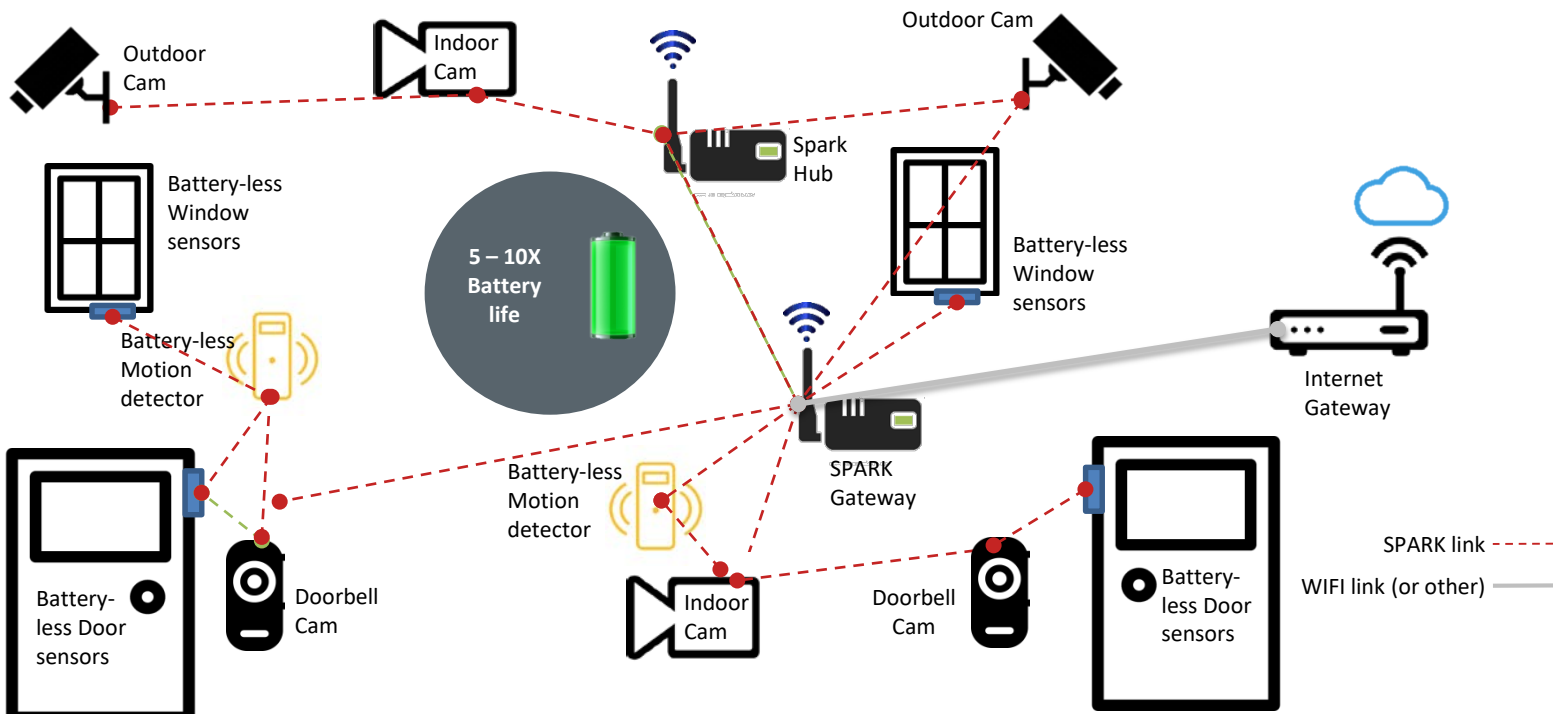 Outdoor
Cam
Indoor
Cam
Outdoor Cam
Spark
Hub
Battery-less
Window
sensors
5 – 10X
Battery
life
Battery-less
Window
sensors
Battery-less
Motion
detector
Internet
Gateway
Battery-less
Motion
detector
SPARK
Gateway
SPARK link
WIFI link (or other)
Battery-
less Door
sensors
Doorbell
Cam
Indoor
Cam
Doorbell
Cam
Battery-
less Door
sensors